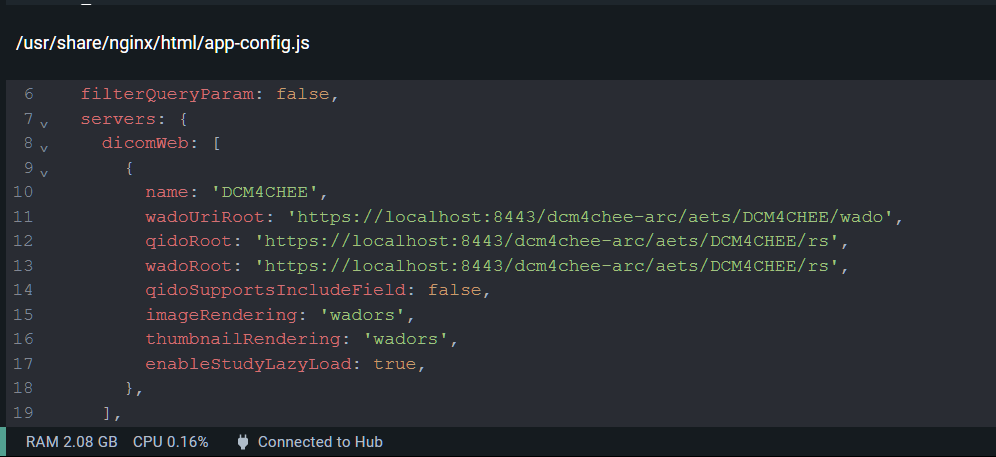 /usr/share/nginx/html/app-config.js
6 filterQueryParam: false,
7 servers: {
8 dicomWeb: [
9 {
10 name: 'DCM4CHEE',
11 wadoUriRoot: 'https://localhost:8443/dcm4chee-arc/aets/DCM4CHEE/wado',
12 qidoRoot: 'https://localhost:8443/dcm4chee-arc/aets/DCM4CHEE/rs',
13 wadoRoot: 'https://localhost:8443/dcm4chee-arc/aets/DCM4CHEE/rs',
14 qidoSupportsIncludeField: false,
15 imageRendering: 'wadors',
16 thumbnailRendering: 'wadors',
17 enableStudyLazyLoad: true,
18 },
19 ],
RAM 2.08 GB CPU 0.16% Connected to Hub